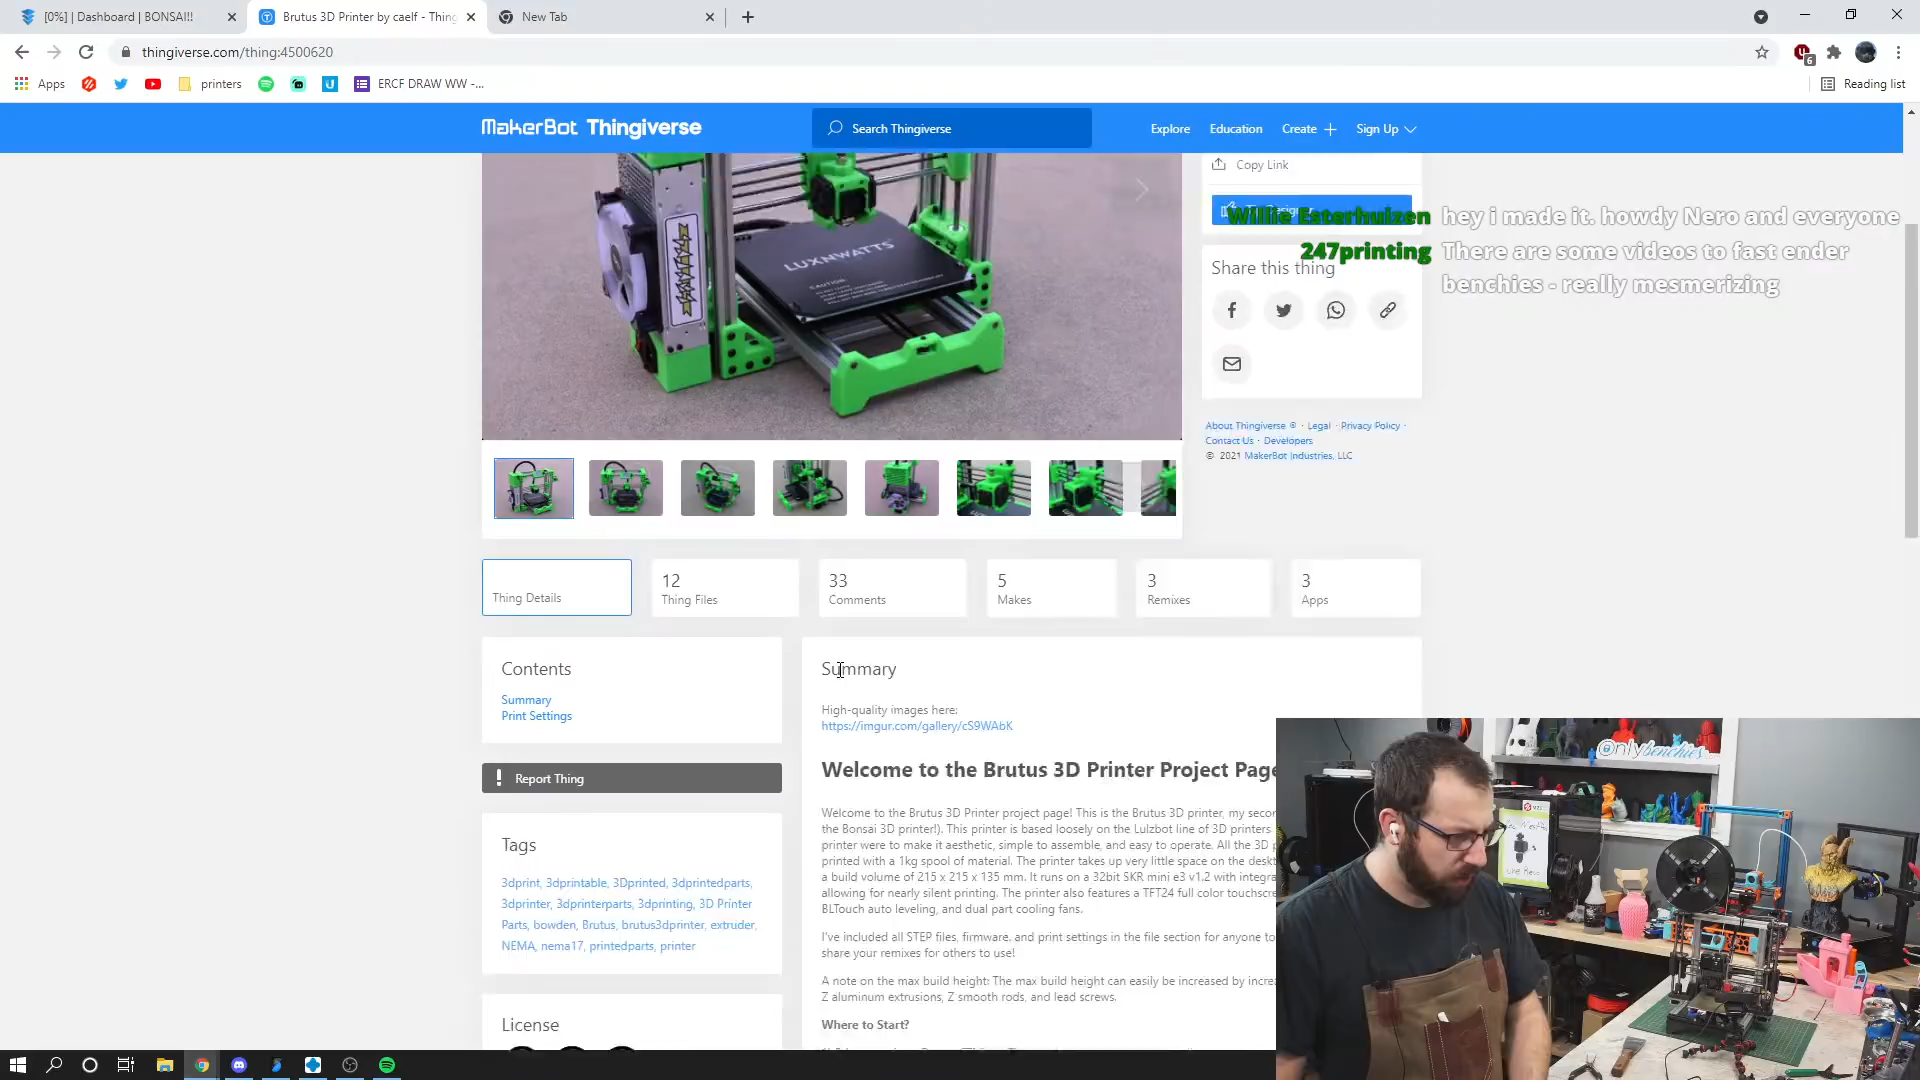 [0%] | Dashboard | BONSAI!!
Brutus 3D Printer by caelf - Thing
New Tab
thingiverse.com/thing:4500620
6
Apps
printers
ERCF DRAW WW -...
Reading list
MakerBot Thingiverse
Search Thingiverse
Explore
Education
Create
Sign Up
Copy Link
Willie Esterhuizen hey i made it. howdy Nero and everyone
247printing There are some videos to fast ender
benchies - really mesmerizing
Share this thing
LUXNWATTS
CAUTION
About Thingiverse ® · Legal · Privacy Policy ·
Contact Us · Developers
© 2021 MakerBot Industries, LLC
Thing Details
12
Thing Files
33
Comments
5
Makes
3
Remixes
3
Apps
Contents
Summary
Print Settings
Report Thing
Tags
3dprint, 3dprintable, 3Dprinted, 3dprintedparts,
3dprinter, 3dprinterparts, 3dprinting, 3D Printer
Parts, bowden, Brutus, brutus3dprinter, extruder,
NEMA, nema17, printedparts, printer
License
Summary
High-quality images here:
https://imgur.com/gallery/cS9WAbK
Welcome to the Brutus 3D Printer Project Page
Welcome to the Brutus 3D Printer project page! This is the Brutus 3D printer, my secon
the Bonsai 3D printer!). This printer is based loosely on the Lulzbot line of 3D printers
printer were to make it aesthetic, simple to assemble, and easy to operate. All the 3D p
printed with a 1kg spool of material. The printer takes up very little space on the deskt
a build volume of 215 x 215 x 135 mm. It runs on a 32bit SKR mini e3 v1.2 with integra
allowing for nearly silent printing. The printer also features a TFT24 full color touchscre
BLTouch auto leveling, and dual part cooling fans.
I've included all STEP files, firmware, and print settings in the file section for anyone to
share your remixes for others to use!
A note on the max build height: The max build height can easily be increased by increa
Z aluminum extrusions, Z smooth rods, and lead screws.
Where to Start?
@nlybenchies